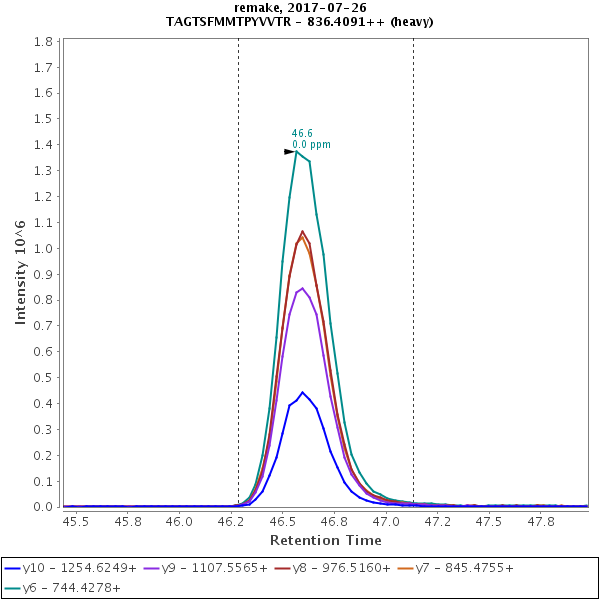 remake, 2017-07-26
TAGTSFMMTPYVVTR - 836.4091++ (heavy)
1.8
1.7
1.6
1.5
1.4
1.3
1.2
1.1
1.0
0.9
0.8
0.7
0.6
0.5
0.4
0.3
0.2
0.1
0.0
Intensity 10^6
46.6
0.0 ppm
45.5 45.8 46.0 46.2 46.5 46.8 47.0 47.2 47.5 47.8
Retention Time
y10 - 1254.6249+ y9 - 1107.5565+ y8 - 976.5160+ y7 - 845.4755+
y6 - 744.4278+